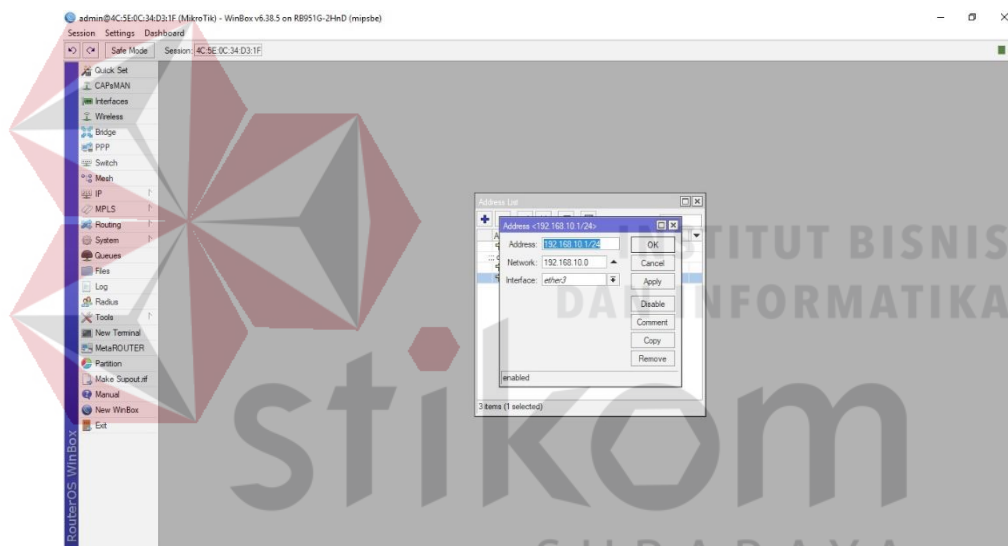 admin@4C:5E:0C:34:D3:1F (MikroTik) - WinBox v6.38.5 on RB951G-2HnD (mipsbe)
Session Settings Dashboard
Safe Mode Session: 4C:5E:0C:34:D3:1F
Quick Set
CAPsMAN
Interfaces
Wireless
Bridge
PPP
Switch
Mesh
IP
MPLS
Routing
System
Queues
Files
Log
Radius
Tools
New Terminal
MetaROUTER
Partition
Make Supout.rif
Manual
New WinBox
Exit
RouterOS WinBox
Address List
Address <192.168.10.1/24>
Address: 192.168.10.1/24
Network: 192.168.10.0
Interface: ether3
OK
Cancel
Apply
Disable
Comment
Copy
Remove
enabled
3 items (1 selected)
INSTITUT BISNIS
DAN INFORMATIKA
stikom
SURABAYA